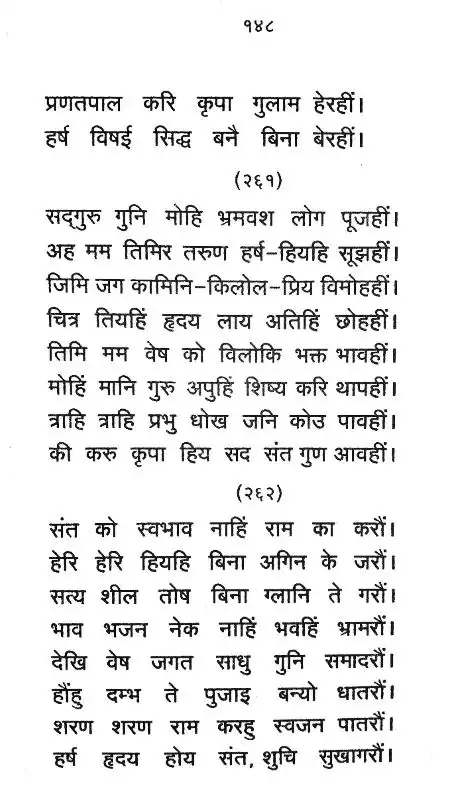 १४८
प्रणतपाल करि कृपा गुलाम हेरहीं।
हर्ष विषई सिद्ध बनै बिना बेरहीं।
(२६१)
सद्गुरु गुनि मोहि भ्रमवश लोग पूजहीं।
अह मम तिमिर तरुण हर्ष-हियहि सूझहीं।
जिमि जग कामिनि-किलोल-प्रिय विमोहहीं।
चित्र तियहिं हृदय लाय अतिहिं छोहहीं।
तिमि मम वेष को विलोकि भक्त भावहीं।
मोहिं मानि गुरु अपुहिं शिष्य करि थापहीं।
त्राहि त्राहि प्रभु धोख जनि कोउ पावहीं।
की करु कृपा हिय सद संत गुण आवहीं।
(२६२)
संत को स्वभाव नाहिं राम का करौं।
हेरि हेरि हियहि बिना अगिन के जरौं।
सत्य शील तोष बिना ग्लानि ते गरौं।
भाव भजन नेक नाहिं भवहिं भ्रामरौं।
देखि वेष जगत साधु गुनि समादरौं।
हौंहु दम्भ ते पुजाइ बन्यो धातरौं।
शरण शरण राम करहु स्वजन पातरौं।
हर्ष हृदय होय संत, शुचि सुखागरौं।